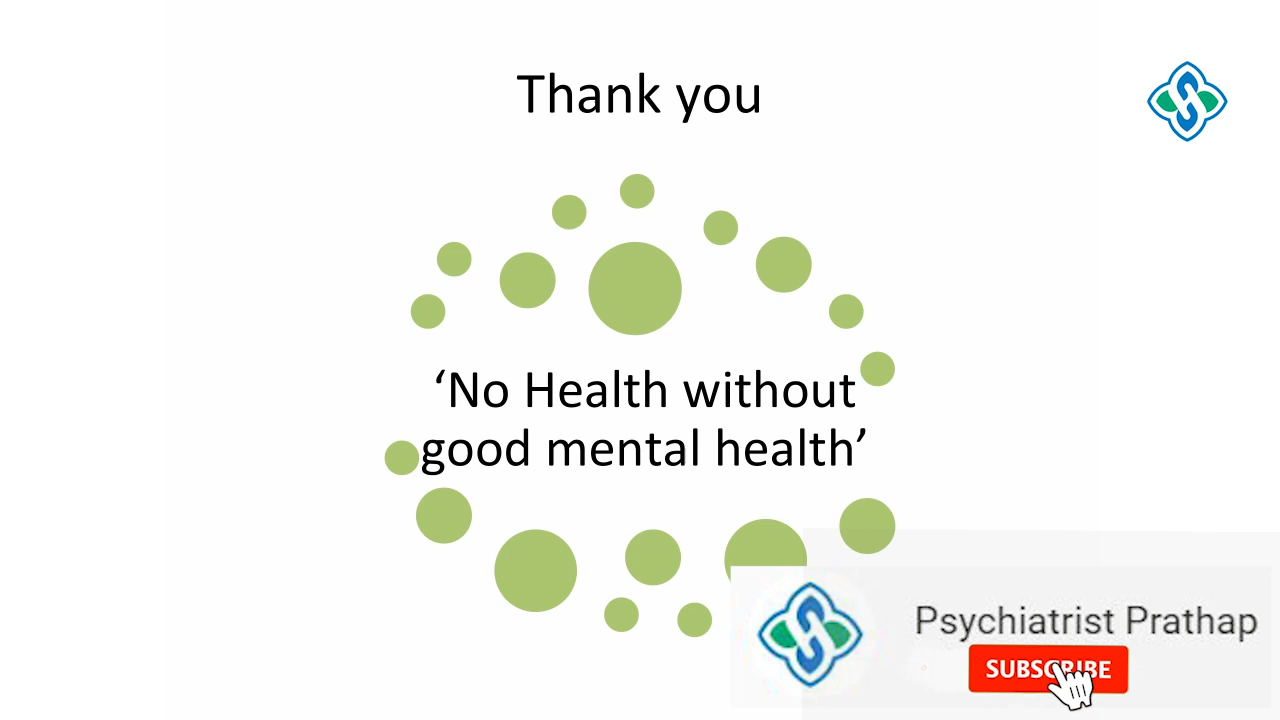 Thank you
‘No Health without
good mental health’
Psychiatrist Prathap
SUBSCRIBE